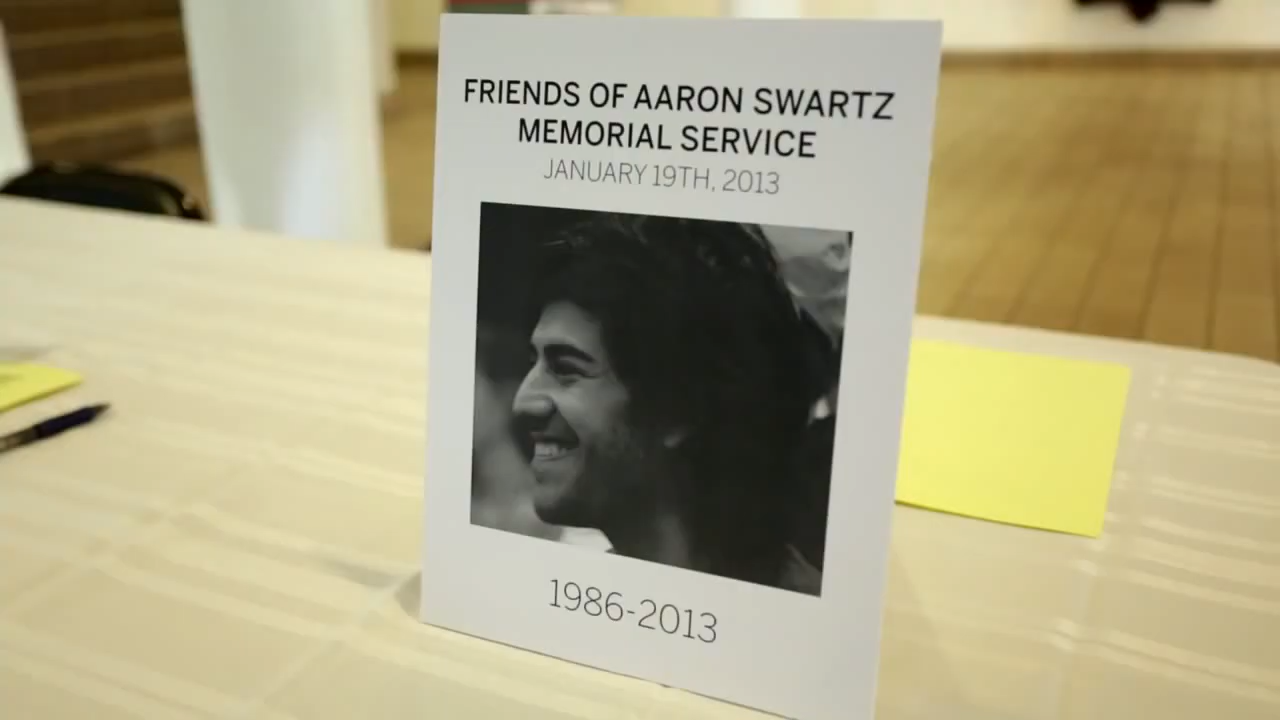 FRIENDS OF AARON SWARTZ
MEMORIAL SERVICE
JANUARY 19TH, 2013
1986-2013